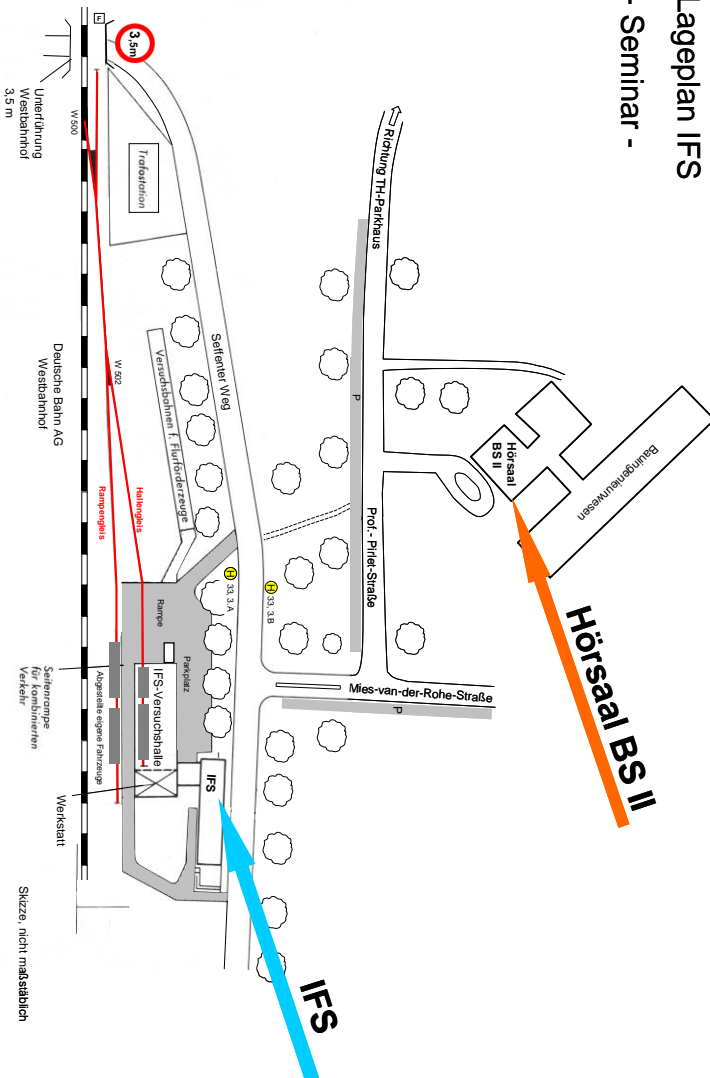 Lageplan IFS
- Seminar -
Richtung TH-Parkhaus
Bauingenieurwesen
Hörsaal
BS II
Hörsaal BS II
P
Prof.- Pirlet-Straße
Mies-van-der-Rohe-Straße
P
3,5m
F
Unterführung
Westbahnhof
3,5 m
W 500
Trafostation
Seffenter Weg
Versuchsbahnen f. Flurförderzeuge
W 502
Deutsche Bahn AG
Westbahnhof
Hallengleis
Rampengleis
H 33, 3.A
H 33, 3.B
Rampe
Parkplatz
IFS-Versuchshalle
Abgestellte eigene Fahrzeuge
Seitenrampe
für kombinierten
Verkehr
Werkstatt
IFS
IFS
Skizze, nicht maßstäblich